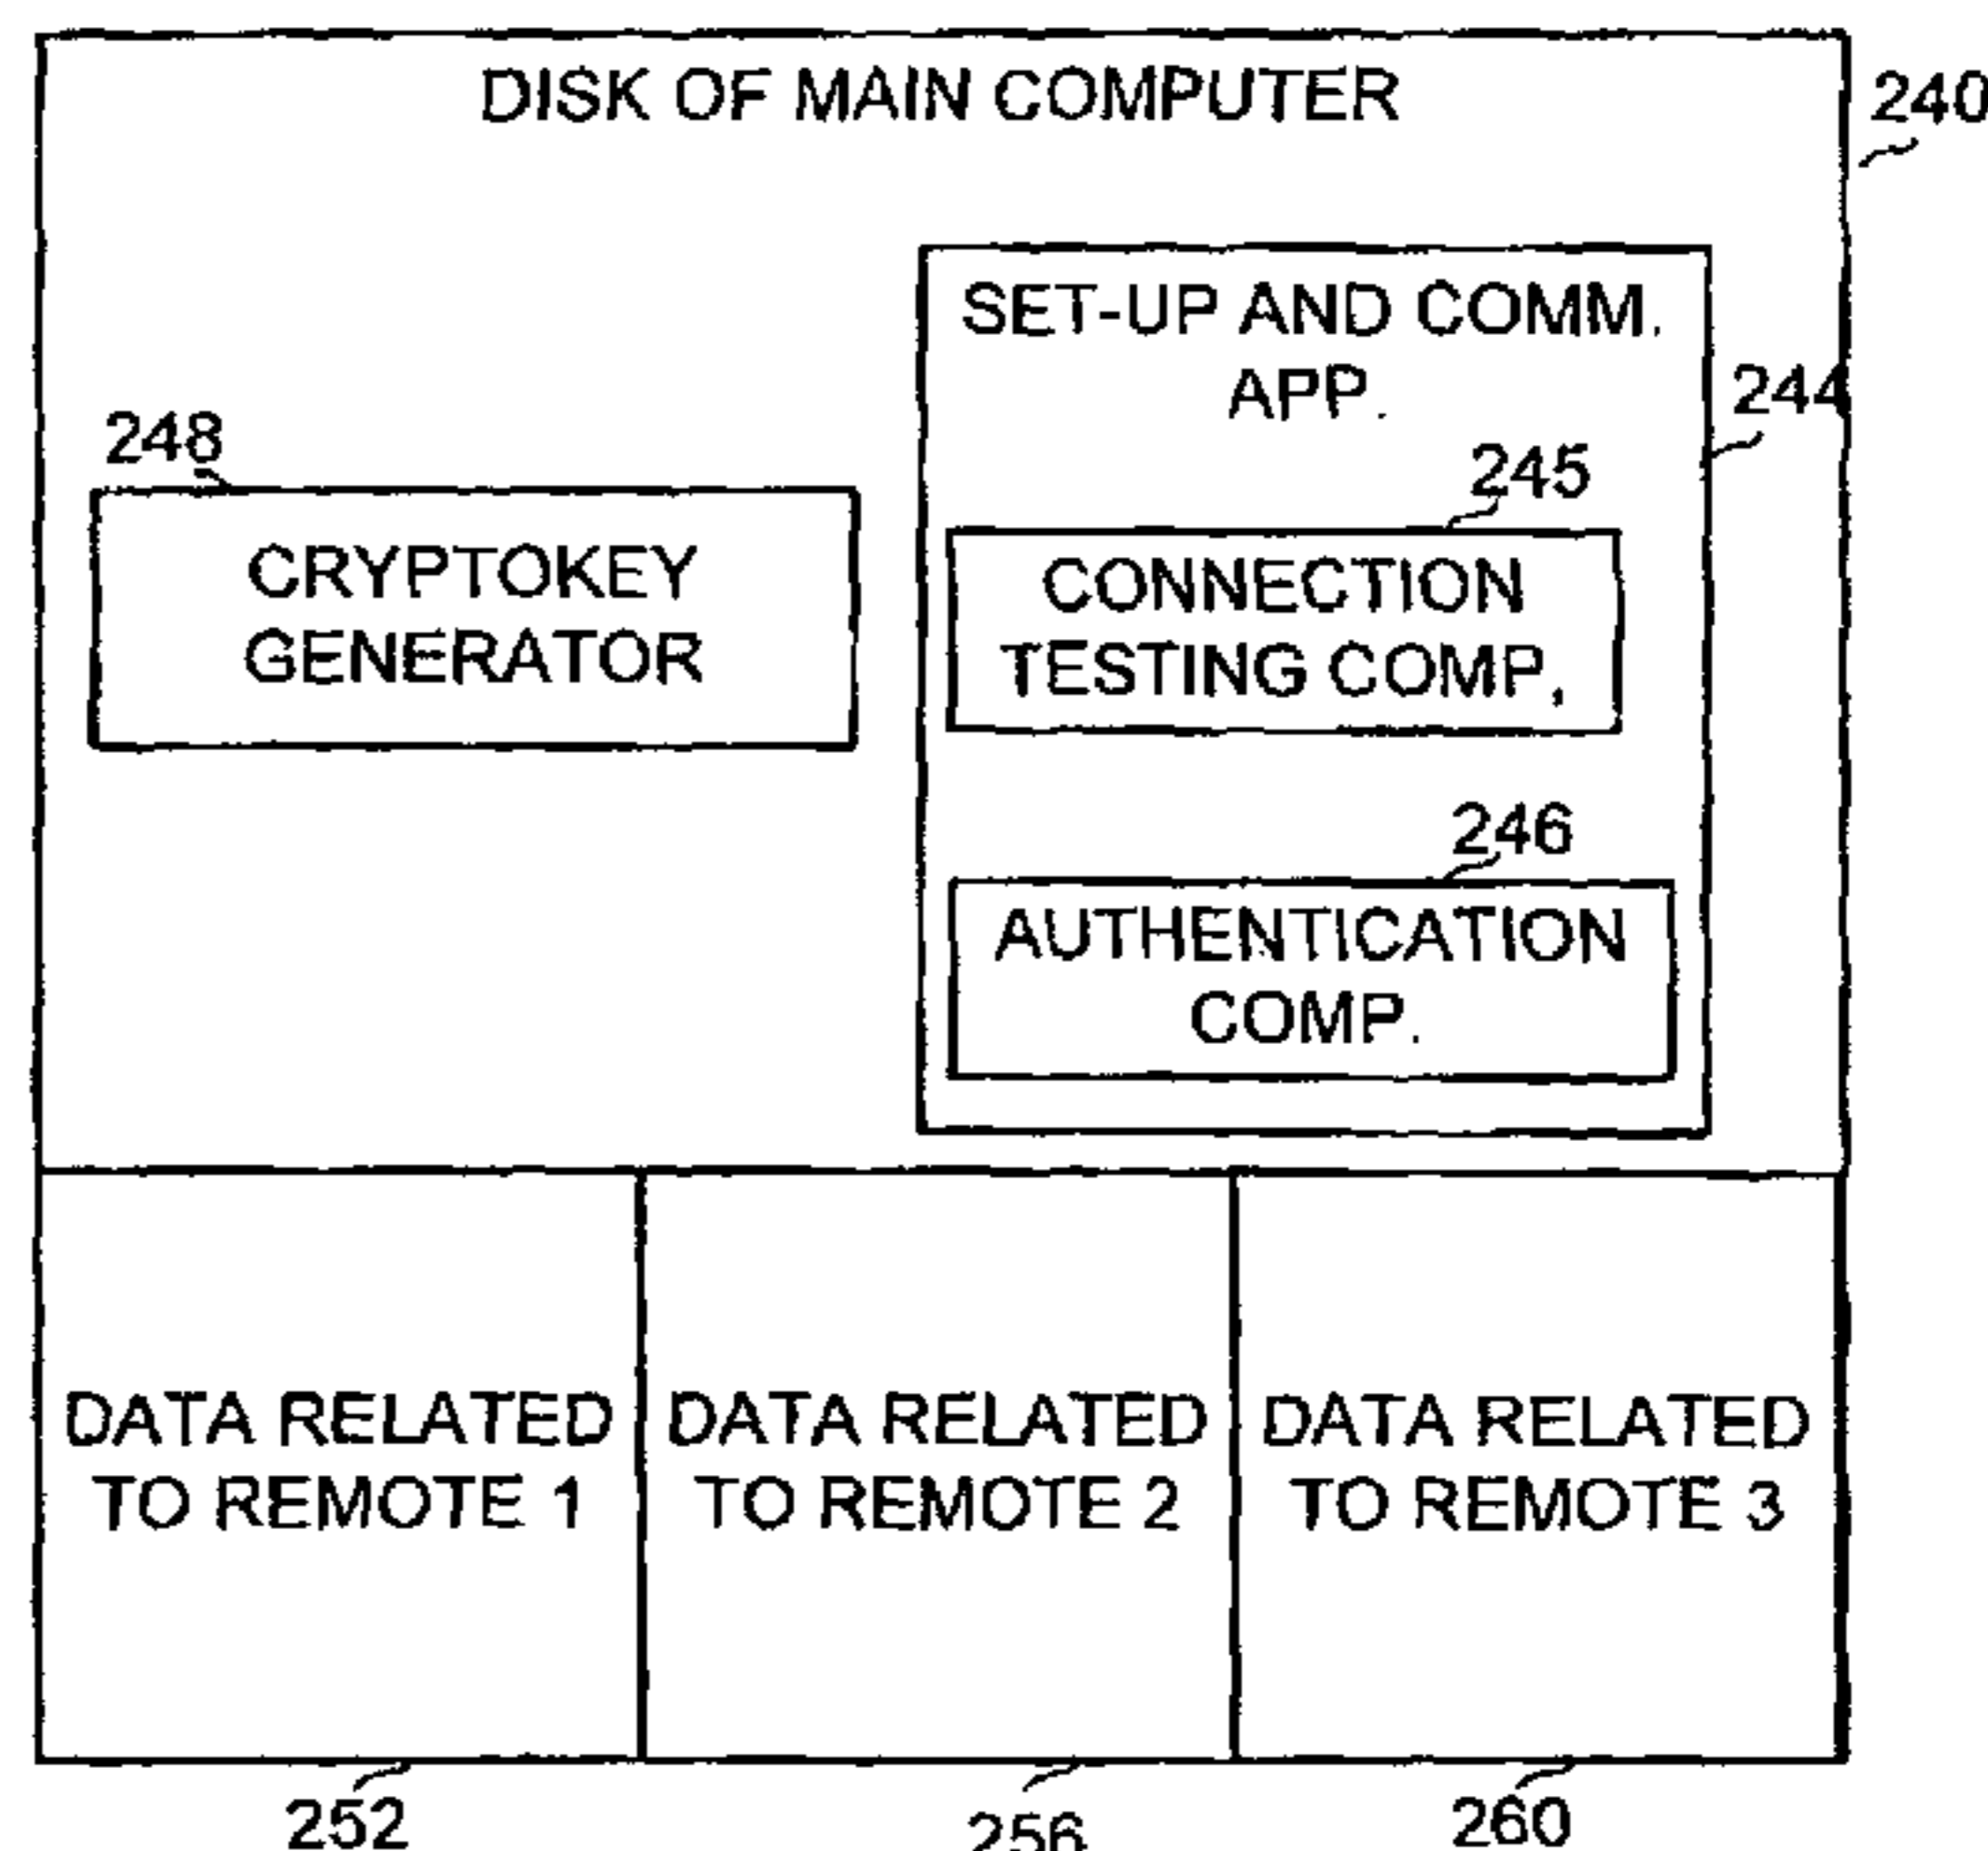 DISK OF MAIN COMPUTER
240
SET-UP AND COMM.
APP.
244
248
CRYPTOKEY
GENERATOR
245
CONNECTION
TESTING COMP.
246
AUTHENTICATION
COMP.
DATA RELATED
TO REMOTE 1
DATA RELATED
TO REMOTE 2
DATA RELATED
TO REMOTE 3
252
256
260